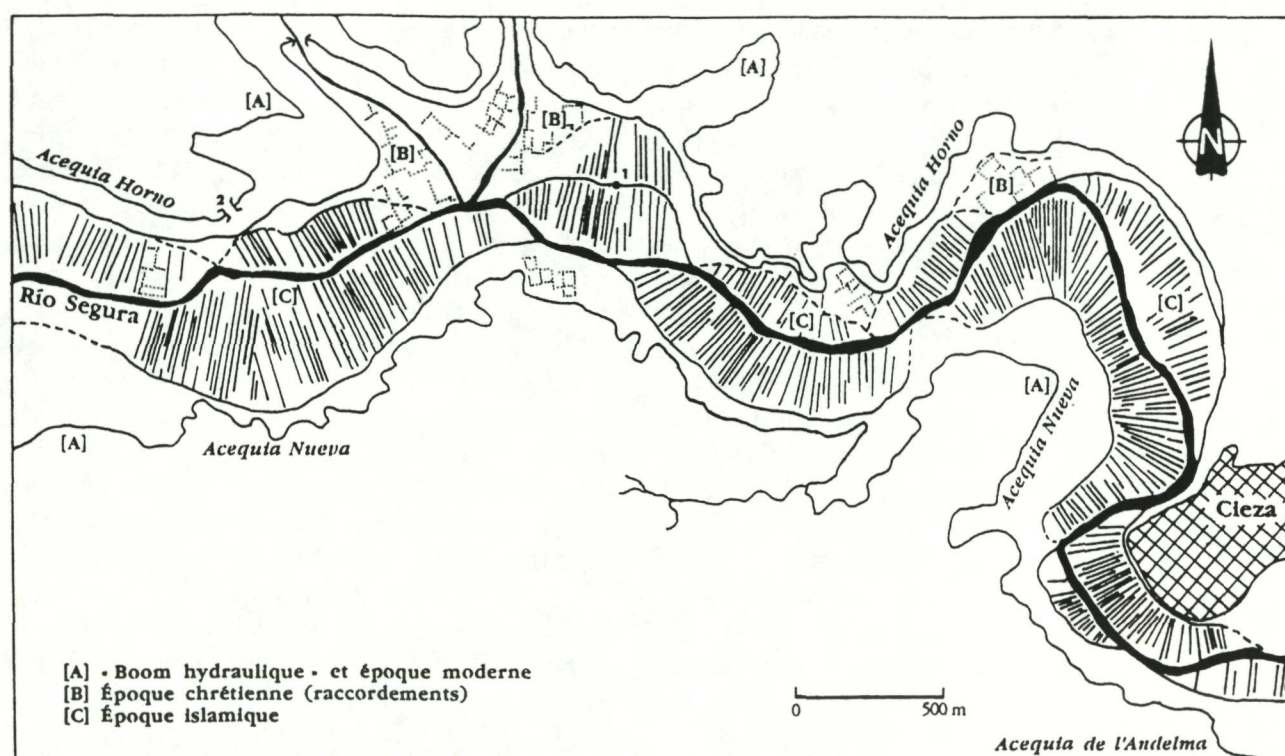 [A]
[A]
[B]
[B]
N
Acequia Horno
2
1
Acequia Horno
[B]
Río Segura
[C]
[C]
[C]
[A]
Acequia Nueva
[A]
Acequia Nueva
Cieza
[A] • Boom hydraulique • et époque moderne
[B] Époque chrétienne (raccordements)
[C] Époque islamique
0 500 m
Acequia de l'Andelma